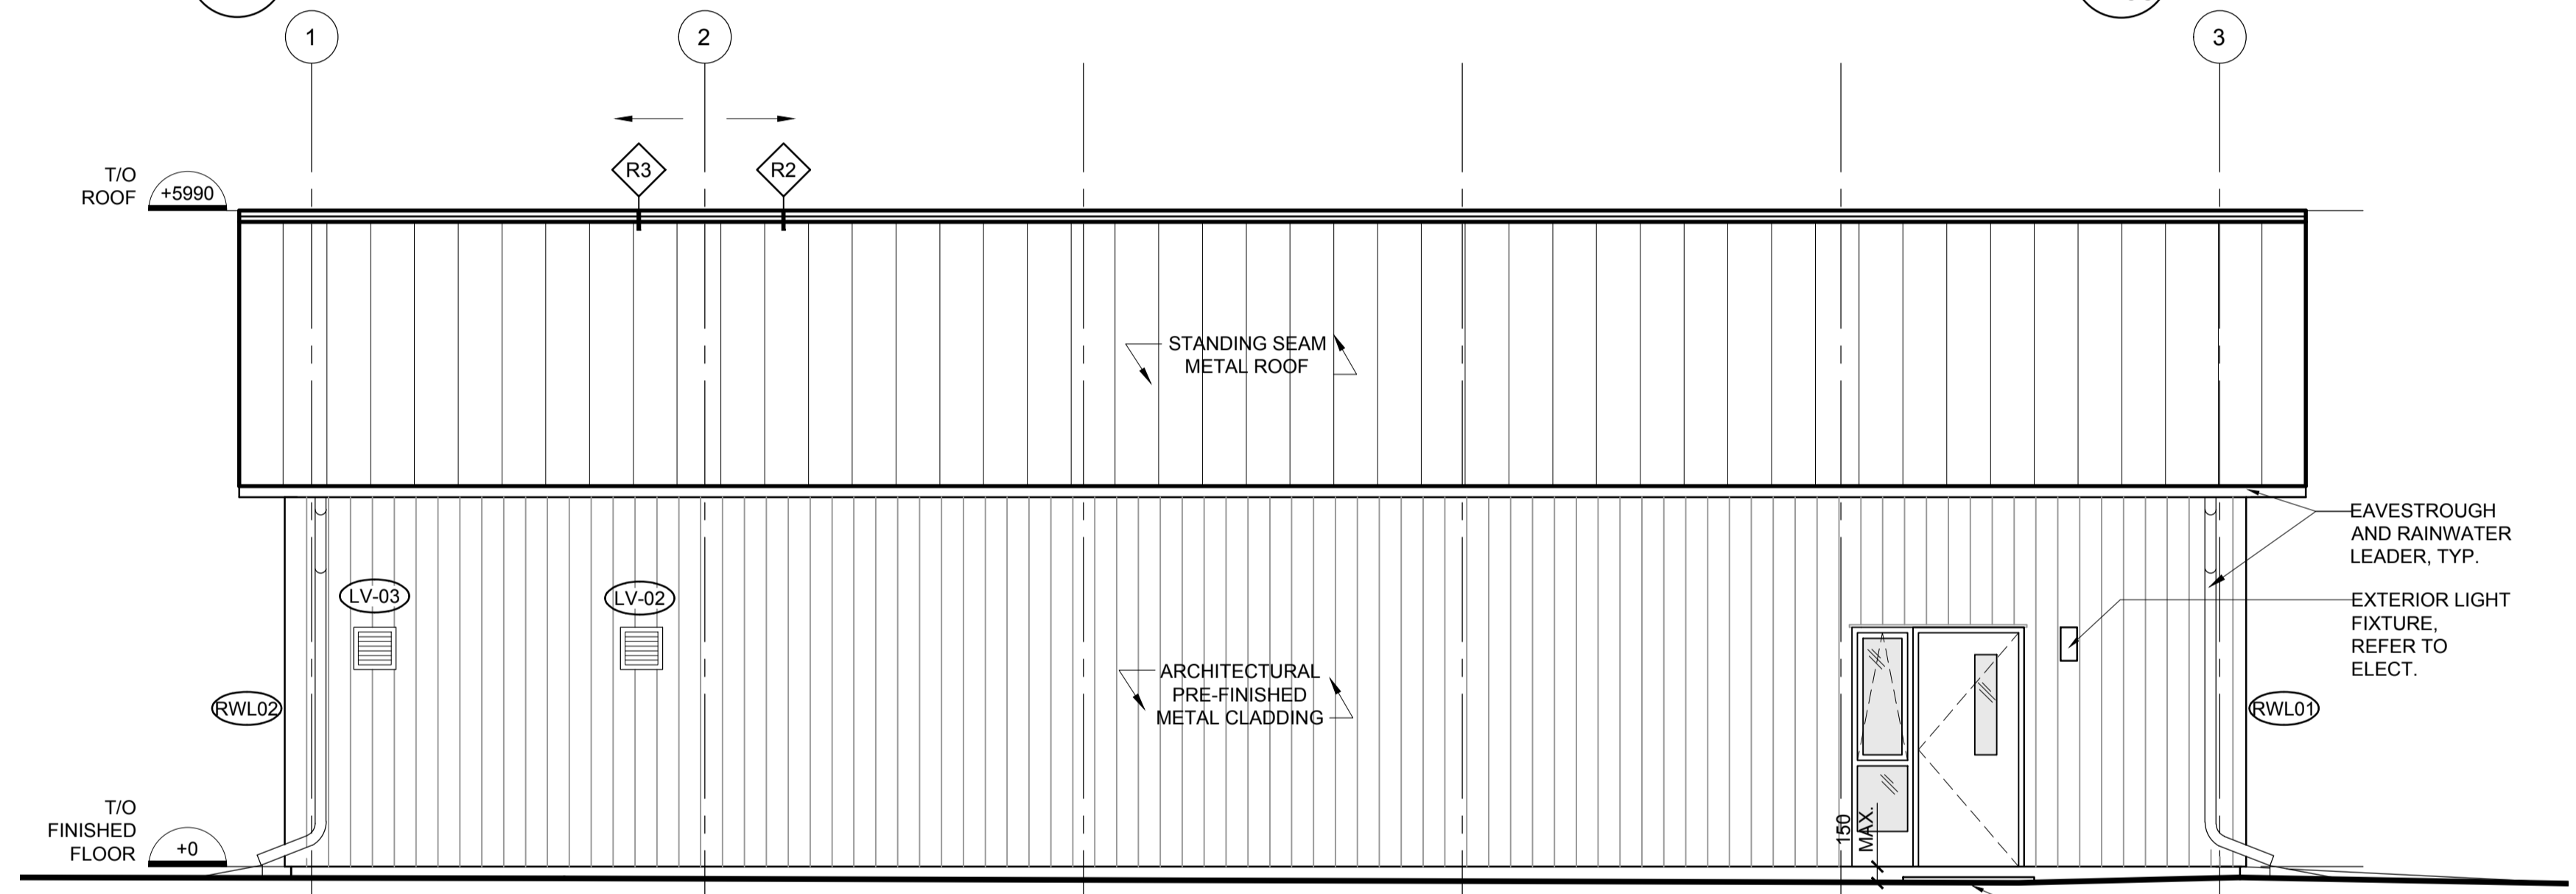 1
2
3
R3
R2
T/O
ROOF
+5990
STANDING SEAM
METAL ROOF
EAVESTROUGH
AND RAINWATER
LEADER, TYP.
LV-03
LV-02
EXTERIOR LIGHT
FIXTURE,
REFER TO
ELECT.
ARCHITECTURAL
PRE-FINISHED
METAL CLADDING
RWL02
RWL01
T/O
FINISHED
FLOOR
+0
150
MAX.